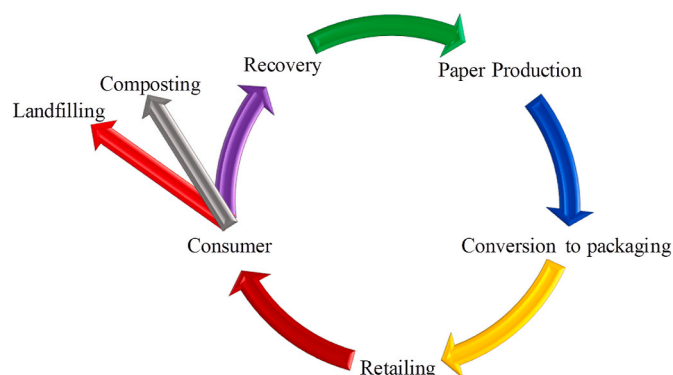 Recovery
Paper Production
Composting
Landfilling
Consumer
Conversion to packaging
Retailing